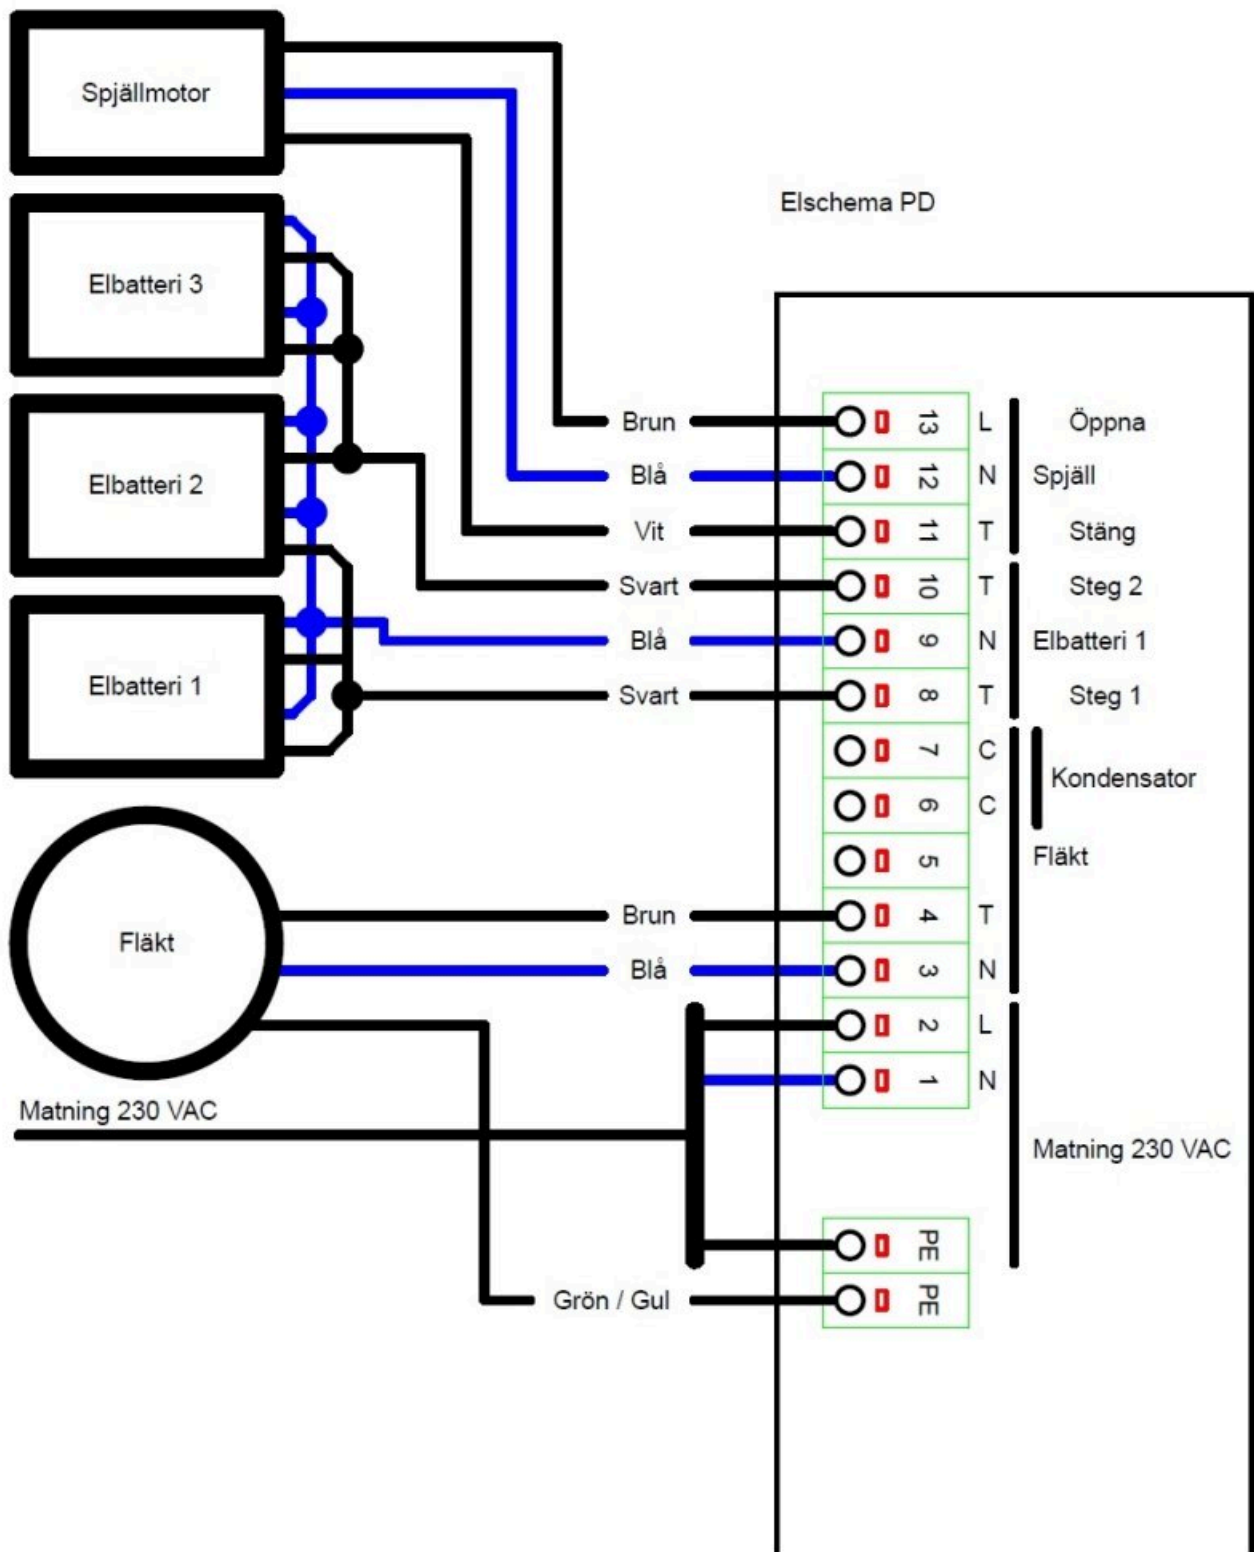 Spjällmotor
Elschema PD
Elbatteri 3
Brun 13 L Öppna
Elbatteri 2
Blå 12 N Spjäll
Vit 11 T Stäng
Svart 10 T Steg 2
Blå 9 N Elbatteri 1
Elbatteri 1
Svart 8 T Steg 1
7 C
Kondensator
6 C
5 Fläkt
Brun 4 T
Fläkt
Blå 3 N
2 L
1 N
Matning 230 VAC
Matning 230 VAC
PE
Grön / Gul PE